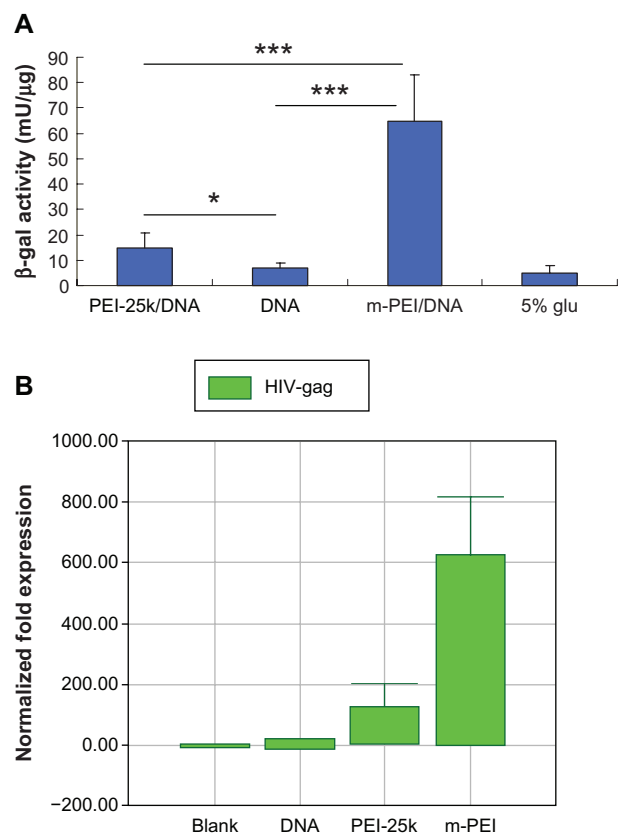 A
β-gal activity (mU/μg)
90
80
70
60
50
40
30
20
10
0
***
***
*
PEI-25k/DNA DNA m-PEI/DNA 5% glu
B
HIV-gag
Normalized fold expression
1000.00
800.00
600.00
400.00
200.00
0.00
−200.00
Blank DNA PEI-25k m-PEI